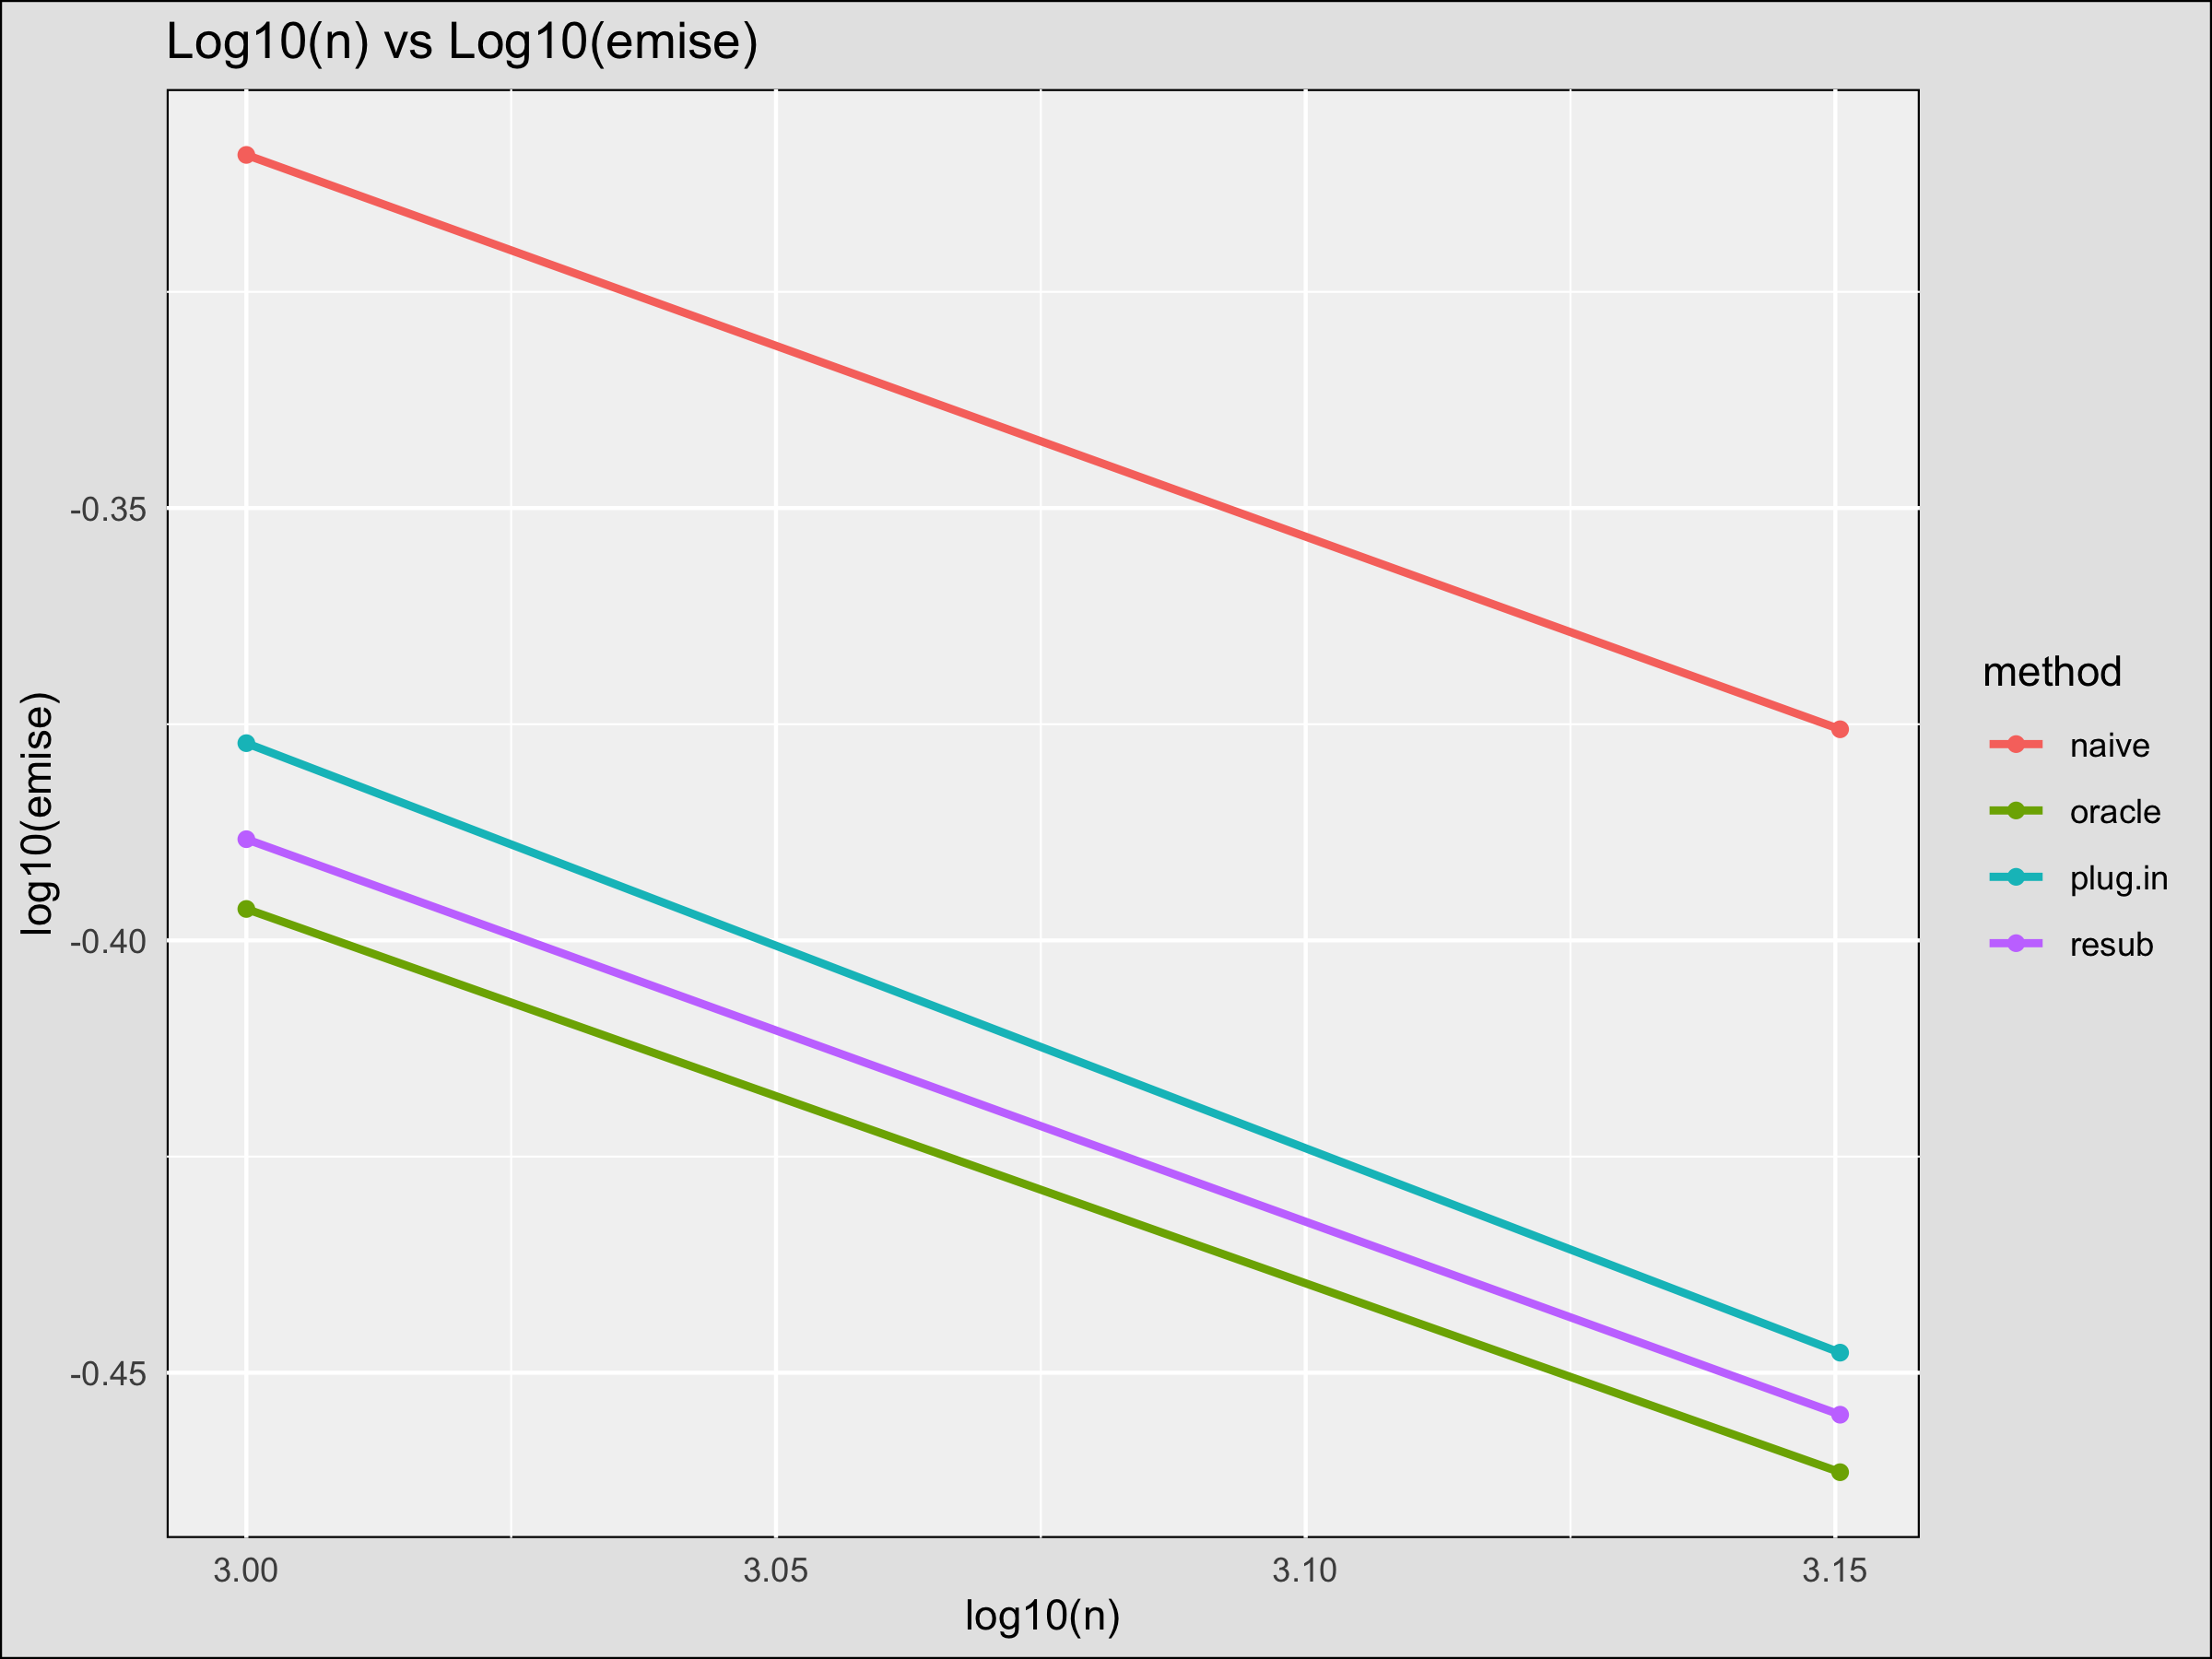 Log10(n) vs Log10(emise)
log10(emise)
-0.35
-0.40
-0.45
3.00
3.05
3.10
3.15
log10(n)
method
naive
oracle
plug.in
resub